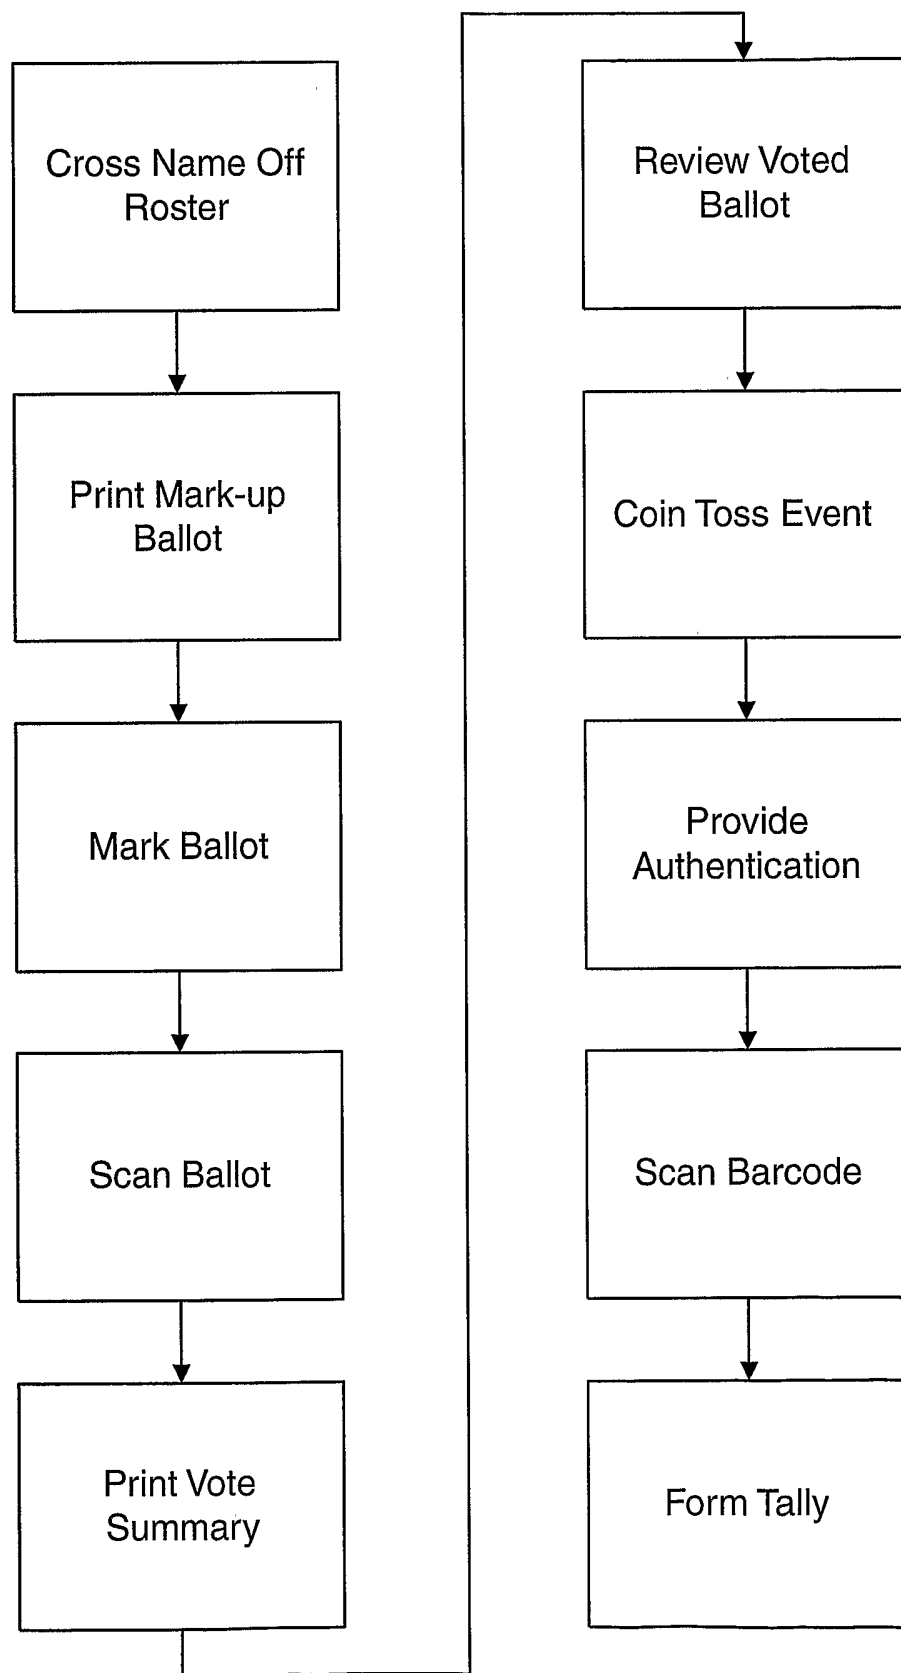 Cross Name Off
Roster
Print Mark-up
Ballot
Mark Ballot
Scan Ballot
Print Vote
Summary
Review Voted
Ballot
Coin Toss Event
Provide
Authentication
Scan Barcode
Form Tally